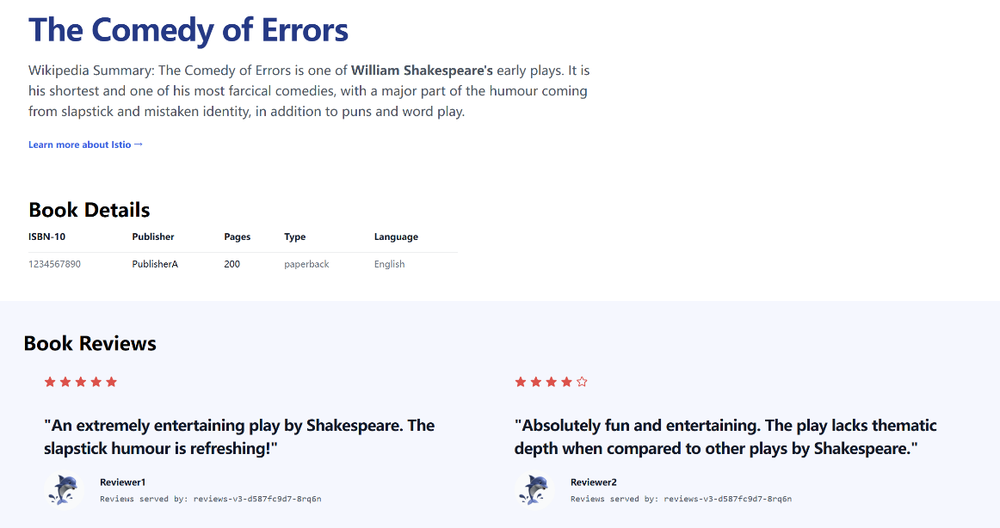 The Comedy of Errors
Wikipedia Summary: The Comedy of Errors is one of William Shakespeare's early plays. It is
his shortest and one of his most farcical comedies, with a major part of the humour coming
from slapstick and mistaken identity, in addition to puns and word play.
Learn more about Istio →
Book Details
ISBN-10 Publisher Pages Type Language
1234567890 PublisherA 200 paperback English
Book Reviews
"An extremely entertaining play by Shakespeare. The
slapstick humour is refreshing!"
Reviewer1
Reviews served by: reviews-v3-d587fc9d7-8rq6n
"Absolutely fun and entertaining. The play lacks thematic
depth when compared to other plays by Shakespeare."
Reviewer2
Reviews served by: reviews-v3-d587fc9d7-8rq6n